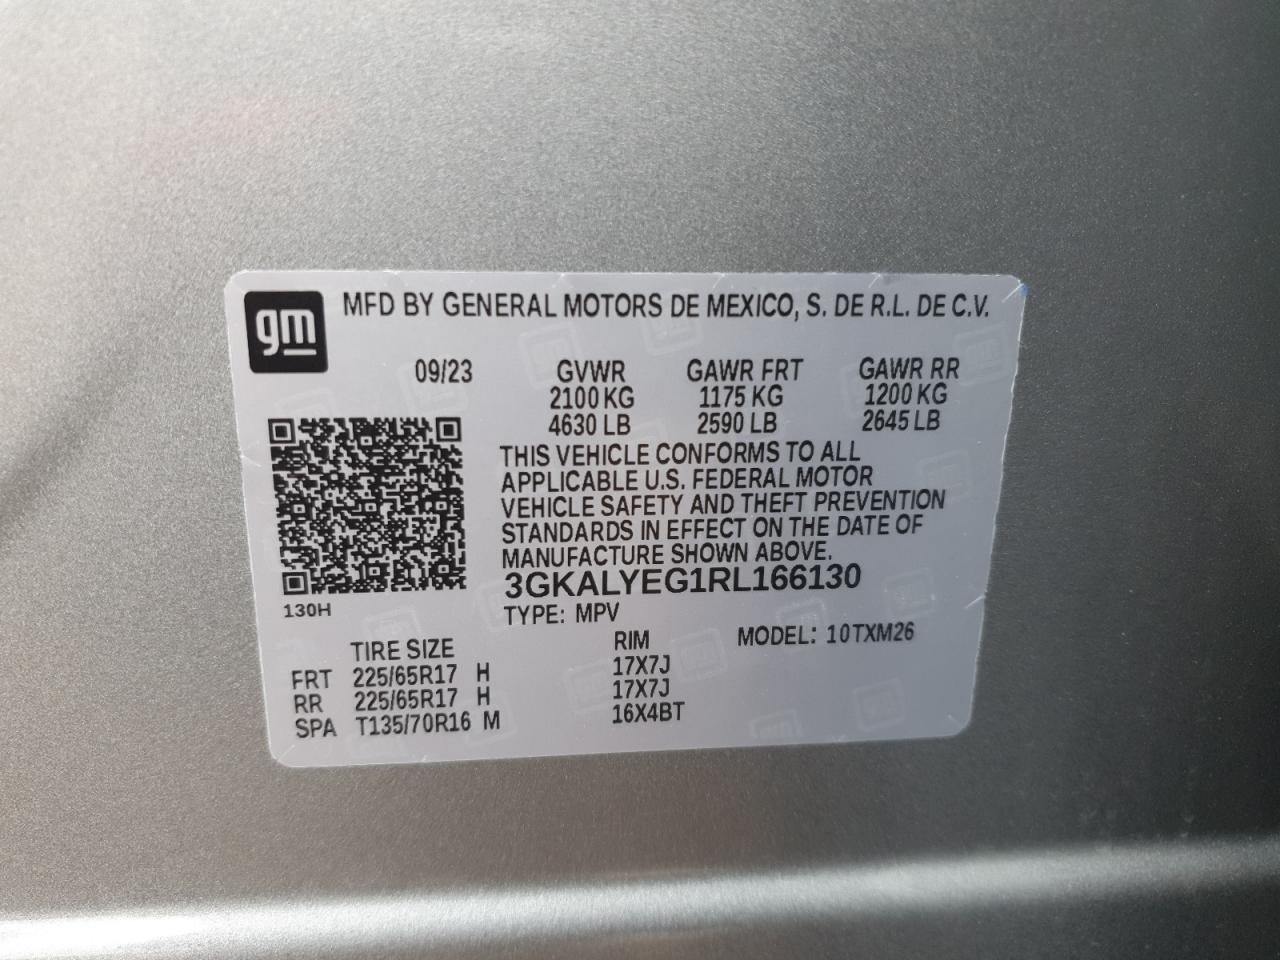 gm
MFD BY GENERAL MOTORS DE MEXICO, S. DE R.L. DE C.V.
09/23 GVWR GAWR FRT GAWR RR
2100 KG 1175 KG 1200 KG
4630 LB 2590 LB 2645 LB
THIS VEHICLE CONFORMS TO ALL
APPLICABLE U.S. FEDERAL MOTOR
VEHICLE SAFETY AND THEFT PREVENTION
STANDARDS IN EFFECT ON THE DATE OF
MANUFACTURE SHOWN ABOVE.
3GKALYEG1RL166130
130H
TYPE: MPV
TIRE SIZE RIM MODEL: 10TXM26
FRT 225/65R17 H 17X7J
RR 225/65R17 H 17X7J
SPA T135/70R16 M 16X4BT